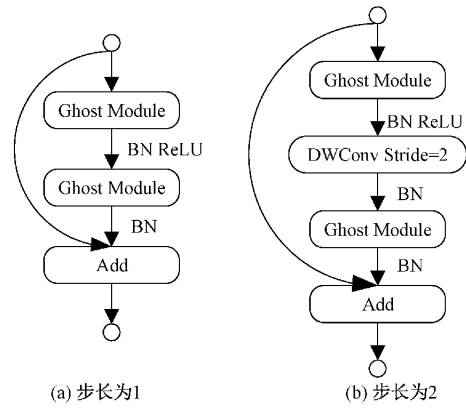 Ghost Module
BN ReLU
Ghost Module
BN
Add
(a) 步长为1
Ghost Module
BN ReLU
DWConv Stride=2
BN
Ghost Module
BN
Add
(b) 步长为2